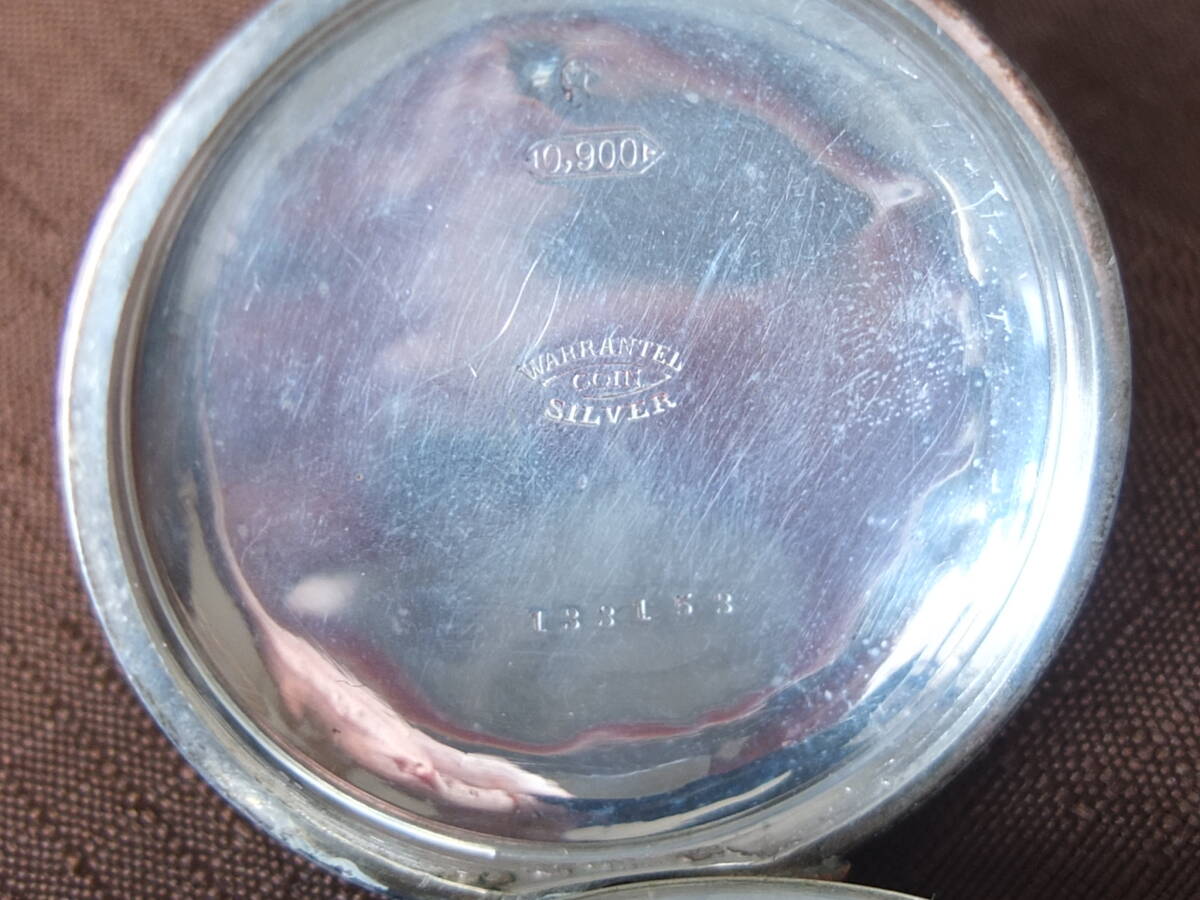 0,900
WARRANTED
COIN
SILVER
133153